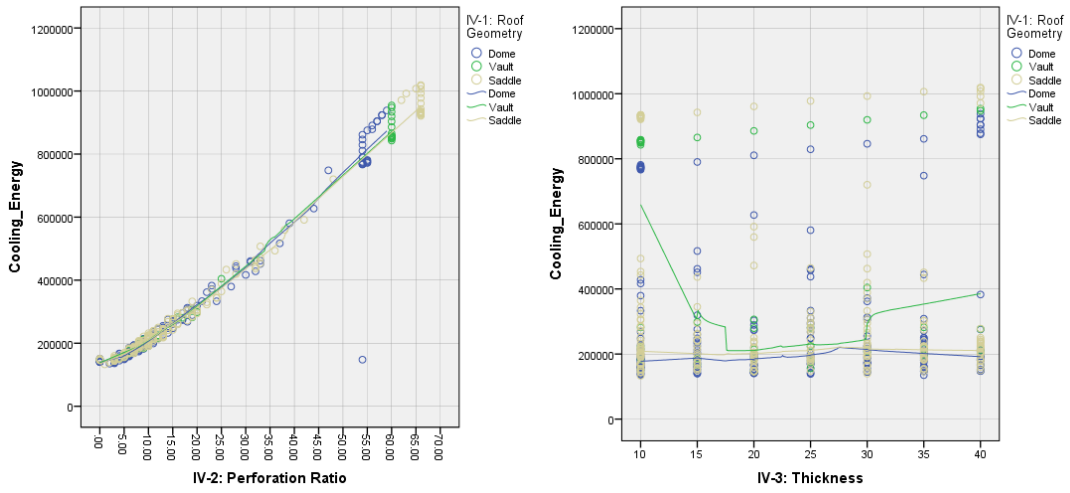 1200000
1000000
800000
600000
400000
200000
0
Cooling_Energy
.00
5.00
10.00
15.00
20.00
25.00
30.00
35.00
40.00
45.00
50.00
55.00
60.00
65.00
70.00
IV-2: Perforation Ratio
IV-1: Roof
Geometry
Dome
Vault
Saddle
Dome
Vault
Saddle
1200000
1000000
800000
600000
400000
200000
0
Cooling_Energy
10
15
20
25
30
35
40
IV-3: Thickness
IV-1: Roof
Geometry
Dome
Vault
Saddle
Dome
Vault
Saddle